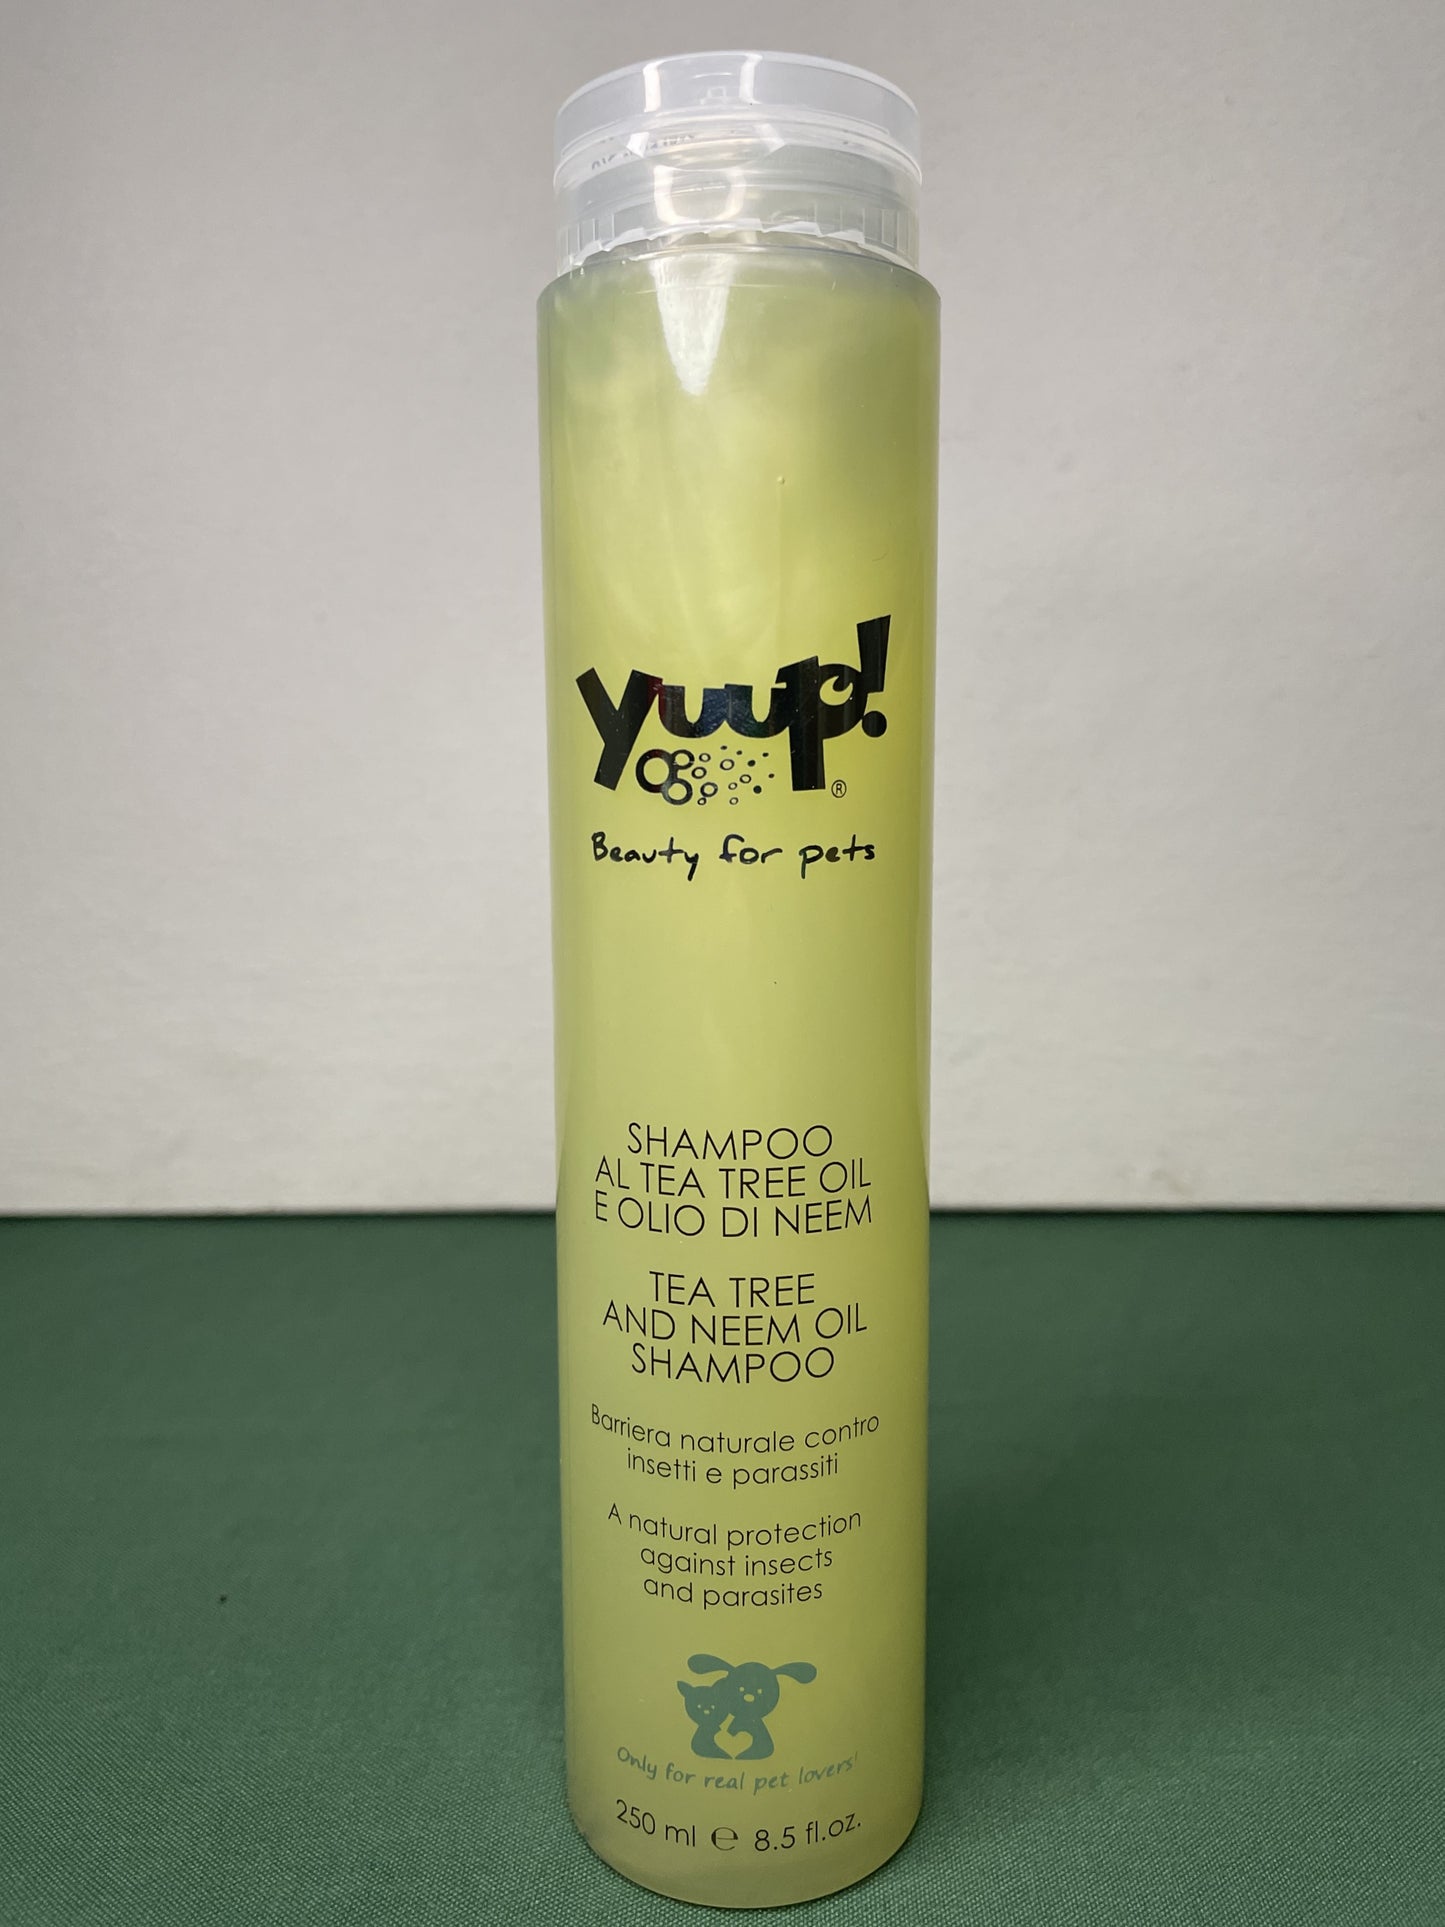 yuup!
®
Beauty for pets
SHAMPOO
AL TEA TREE OIL
E OLIO DI NEEM
TEA TREE
AND NEEM OIL
SHAMPOO
Barriera naturale contro
insetti e parassiti
A natural protection
against insects
and parasites
Only for real pet lovers!
250 ml ℮ 8.5 fl.oz.